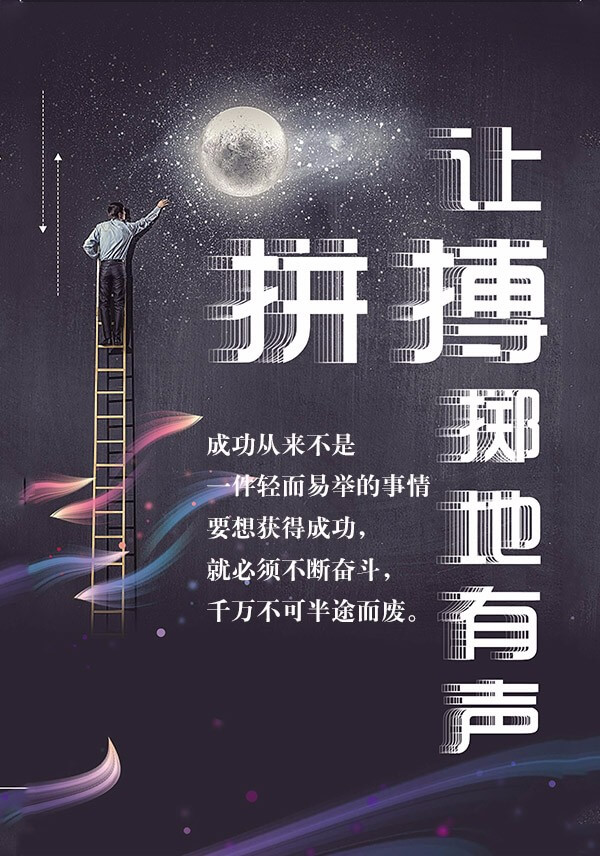 让
拼搏
掷
地
有
声
成功从来不是
一件轻而易举的事情
要想获得成功，
就必须不断奋斗，
千万不可半途而废。